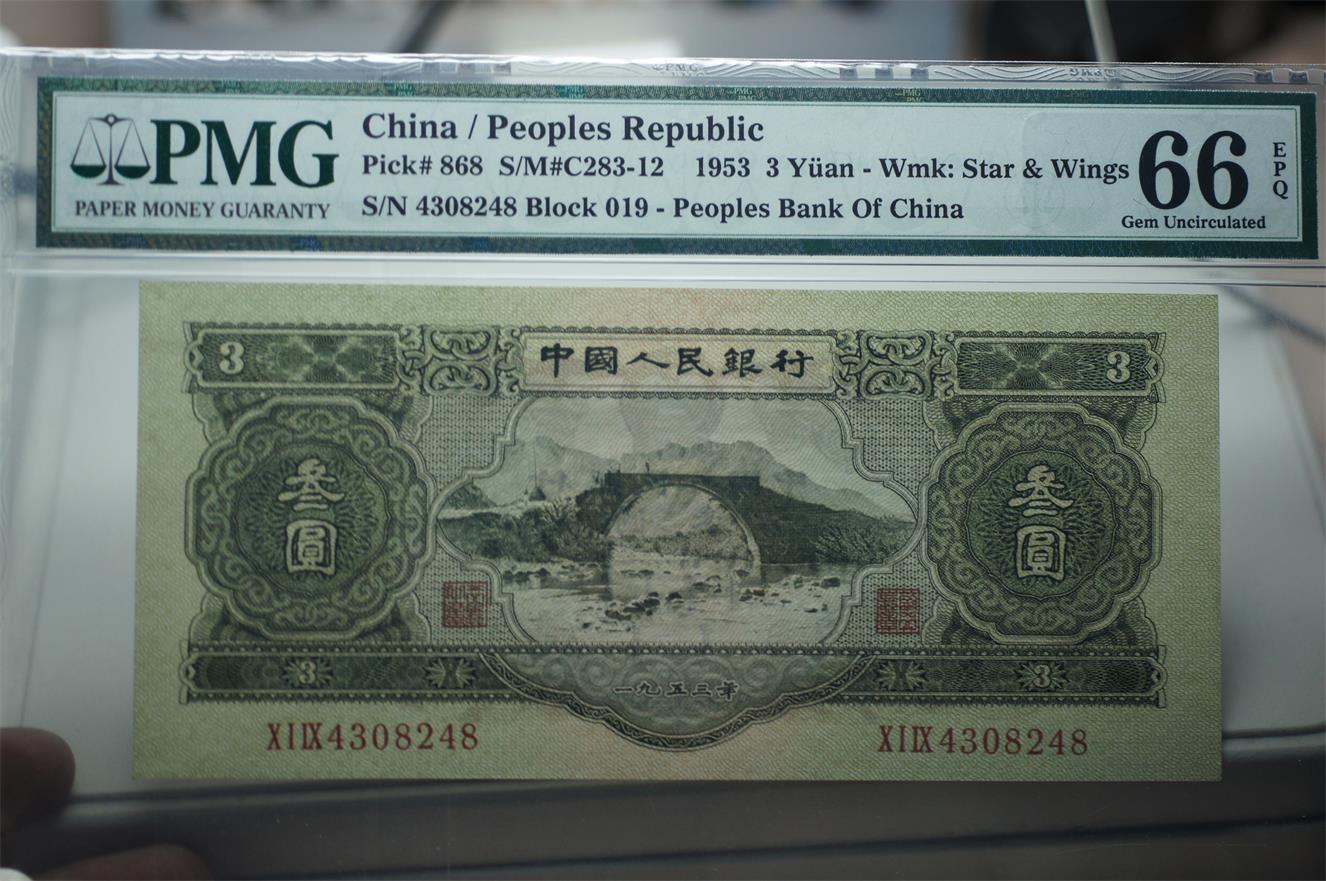 PMG
PAPER MONEY GUARANTY
China / Peoples Republic
Pick# 868 S/M#C283-12 1953 3 Yüan - Wmk: Star & Wings
S/N 4308248 Block 019 - Peoples Bank Of China
66
EPQ
Gem Uncirculated
3
中國人民銀行
3
叁圓
叁圓
3
一九五三年
3
XIIX4308248
XIIX4308248